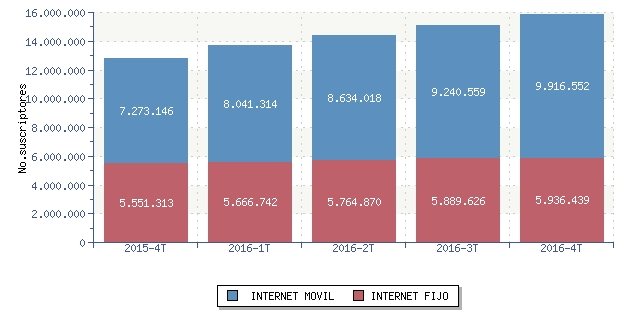 16.000.000
14.000.000
12.000.000
10.000.000
8.000.000
6.000.000
4.000.000
2.000.000
0
No.suscriptores
7.273.146
8.041.314
8.634.018
9.240.559
9.916.552
5.551.313
5.666.742
5.764.870
5.889.626
5.936.439
2015-4T
2016-1T
2016-2T
2016-3T
2016-4T
INTERNET MOVIL
INTERNET FIJO